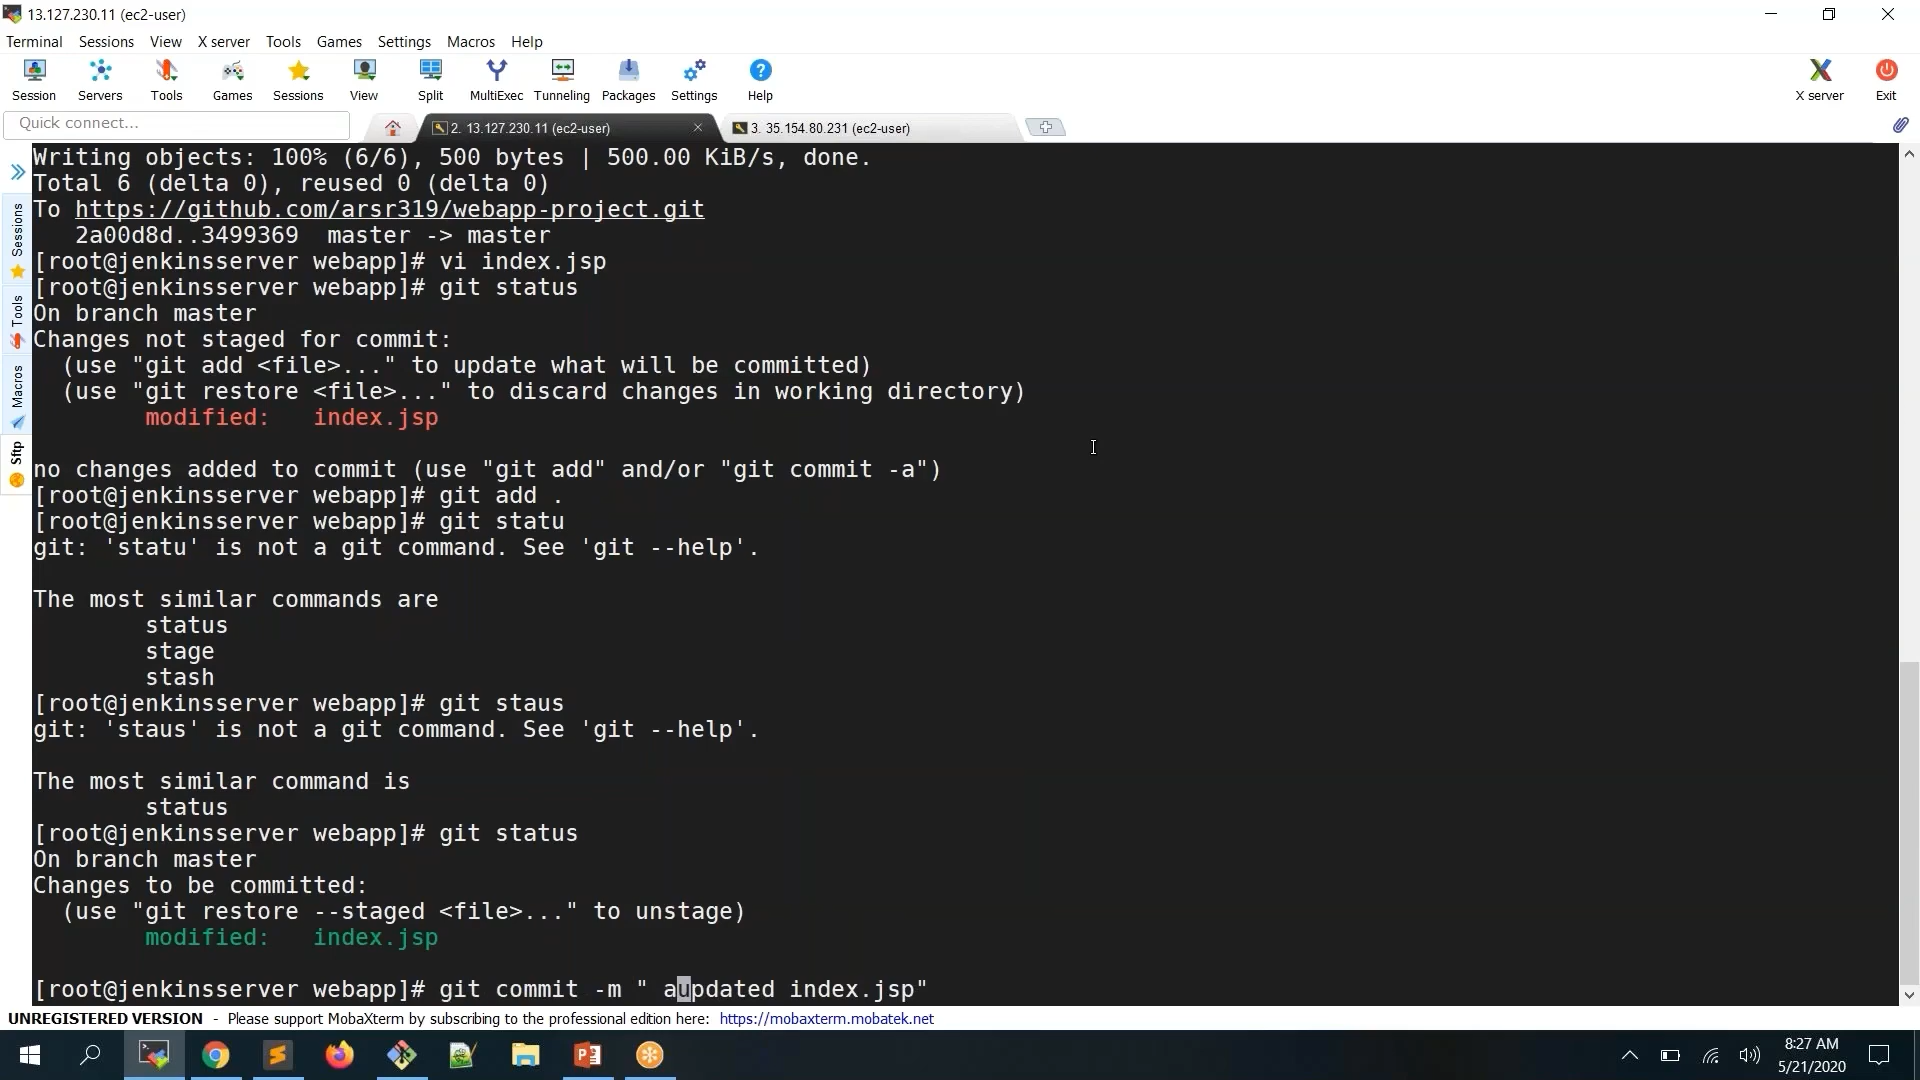 13.127.230.11 (ec2-user)
Terminal Sessions View X server Tools Games Settings Macros Help
Session Servers Tools Games Sessions View Split MultiExec Tunneling Packages Settings Help X server Exit
Quick connect... 2. 13.127.230.11 (ec2-user) 3. 35.154.80.231 (ec2-user)
Sessions
Tools
Macros
Sftp
Writing objects: 100% (6/6), 500 bytes | 500.00 KiB/s, done.
Total 6 (delta 0), reused 0 (delta 0)
To https://github.com/arsr319/webapp-project.git
   2a00d8d..3499369  master -> master
[root@jenkinsserver webapp]# vi index.jsp
[root@jenkinsserver webapp]# git status
On branch master
Changes not staged for commit:
  (use "git add <file>..." to update what will be committed)
  (use "git restore <file>..." to discard changes in working directory)
        modified:   index.jsp
no changes added to commit (use "git add" and/or "git commit -a")
[root@jenkinsserver webapp]# git add .
[root@jenkinsserver webapp]# git statu
git: 'statu' is not a git command. See 'git --help'.
The most similar commands are
        status
        stage
        stash
[root@jenkinsserver webapp]# git staus
git: 'staus' is not a git command. See 'git --help'.
The most similar command is
        status
[root@jenkinsserver webapp]# git status
On branch master
Changes to be committed:
  (use "git restore --staged <file>..." to unstage)
        modified:   index.jsp
[root@jenkinsserver webapp]# git commit -m " aupdated index.jsp"
UNREGISTERED VERSION - Please support MobaXterm by subscribing to the professional edition here: https://mobaxterm.mobatek.net
8:27 AM
5/21/2020